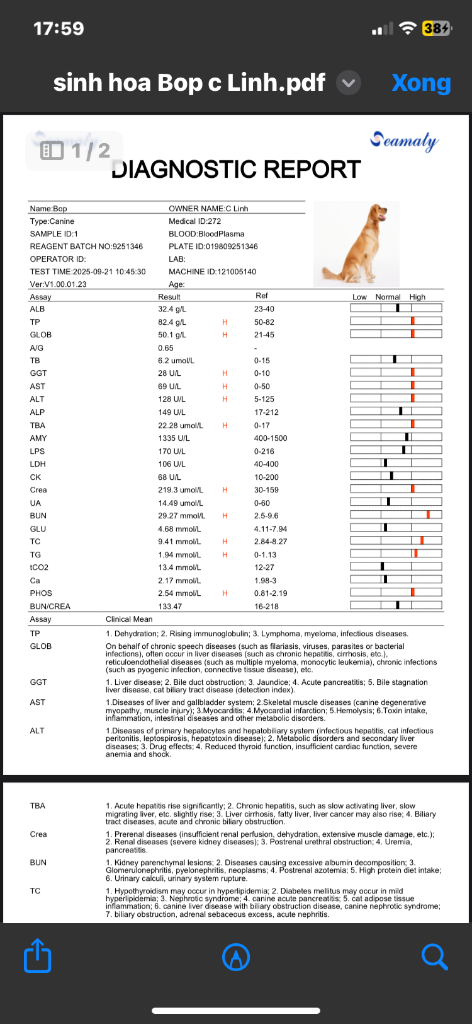 17:59
38
sinh hoa Bop c Linh.pdf
Xong
1/2
Seamaty
DIAGNOSTIC REPORT
Name:Bop OWNER NAME:C Linh
Type:Canine Medical ID:272
SAMPLE ID:1 BLOOD:BloodPlasma
REAGENT BATCH NO:9251346 PLATE ID:019809251346
OPERATOR ID: LAB:
TEST TIME:2025-09-21 10:45:30 MACHINE ID:121005140
Ver:V1.00.01.23 Age:
Assay Result Ref Low Normal High
ALB 32.4 g/L 23-40
TP 82.4 g/L H 50-82
GLOB 50.1 g/L H 21-45
A/G 0.65 -
TB 6.2 umol/L 0-15
GGT 28 U/L H 0-10
AST 69 U/L H 0-50
ALT 128 U/L H 5-125
ALP 149 U/L 17-212
TBA 22.28 umol/L H 0-17
AMY 1335 U/L 400-1500
LPS 170 U/L 0-216
LDH 106 U/L 40-400
CK 68 U/L 10-200
Crea 219.3 umol/L H 30-159
UA 14.49 umol/L 0-60
BUN 29.27 mmol/L H 2.5-9.6
GLU 4.68 mmol/L 4.11-7.94
TC 9.41 mmol/L H 2.84-8.27
TG 1.94 mmol/L H 0-1.13
tCO2 13.4 mmol/L 12-27
Ca 2.17 mmol/L 1.98-3
PHOS 2.54 mmol/L H 0.81-2.19
BUN/CREA 133.47 16-218
Assay Clinical Mean
TP 1. Dehydration; 2. Rising immunoglobulin; 3. Lymphoma, myeloma, infectious diseases.
GLOB On behalf of chronic speech diseases (such as filariasis, viruses, parasites or bacterial
infections), often occur in liver diseases (such as chronic hepatitis, cirrhosis, etc.),
reticuloendothelial diseases (such as multiple myeloma, monocytic leukemia), chronic infections
(such as pyogenic infection, connective tissue disease), etc.
GGT 1. Liver disease; 2. Bile duct obstruction; 3. Jaundice; 4. Acute pancreatitis; 5. Bile stagnation
liver disease, cat biliary tract disease (detection index).
AST 1.Diseases of liver and gallbladder system; 2.Skeletal muscle diseases (canine degenerative
myopathy, muscle injury); 3.Myocarditis; 4.Myocardial infarction; 5.Hemolysis; 6.Toxin intake,
inflammation, intestinal diseases and other metabolic disorders.
ALT 1.Diseases of primary hepatocytes and hepatobiliary system (infectious hepatitis, cat infectious
peritonitis, leptospirosis, hepatotoxin disease); 2. Metabolic disorders and secondary liver
diseases; 3. Drug effects; 4. Reduced thyroid function, insufficient cardiac function, severe
anemia and shock.
TBA 1. Acute hepatitis rise significantly; 2. Chronic hepatitis, such as slow activating liver, slow
migrating liver, etc. slightly rise; 3. Liver cirrhosis, fatty liver, liver cancer may also rise; 4. Biliary
tract diseases, acute and chronic biliary obstruction.
Crea 1. Prerenal diseases (insufficient renal perfusion, dehydration, extensive muscle damage, etc.);
2. Renal diseases (severe kidney diseases); 3. Postrenal urethral obstruction; 4. Uremia,
pancreatitis.
BUN 1. Kidney parenchymal lesions; 2. Diseases causing excessive albumin decomposition; 3.
Glomerulonephritis, pyelonephritis, neoplasms; 4. Postrenal azotemia; 5. High protein diet intake;
6. Urinary calculi, urinary system rupture.
TC 1. Hypothyroidism may occur in hyperlipidemia; 2. Diabetes mellitus may occur in mild
hyperlipidemia; 3. Nephrotic syndrome; 4. canine acute pancreatitis; 5. cat adipose tissue
inflammation; 6. canine liver disease with biliary obstruction disease, canine nephrotic syndrome;
7. biliary obstruction, adrenal sebaceous excess, acute nephritis.